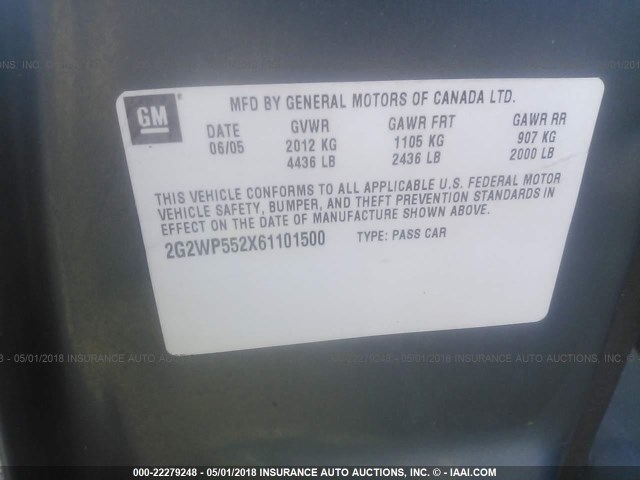 GM
MFD BY GENERAL MOTORS OF CANADA LTD.
DATE GVWR GAWR FRT GAWR RR
06/05 2012 KG 1105 KG 907 KG
4436 LB 2436 LB 2000 LB
THIS VEHICLE CONFORMS TO ALL APPLICABLE U.S. FEDERAL MOTOR
VEHICLE SAFETY, BUMPER, AND THEFT PREVENTION STANDARDS IN
EFFECT ON THE DATE OF MANUFACTURE SHOWN ABOVE.
2G2WP552X61101500 TYPE: PASS CAR
000-22279248 - 05/01/2018 INSURANCE AUTO AUCTIONS, INC. - © IAAI.COM